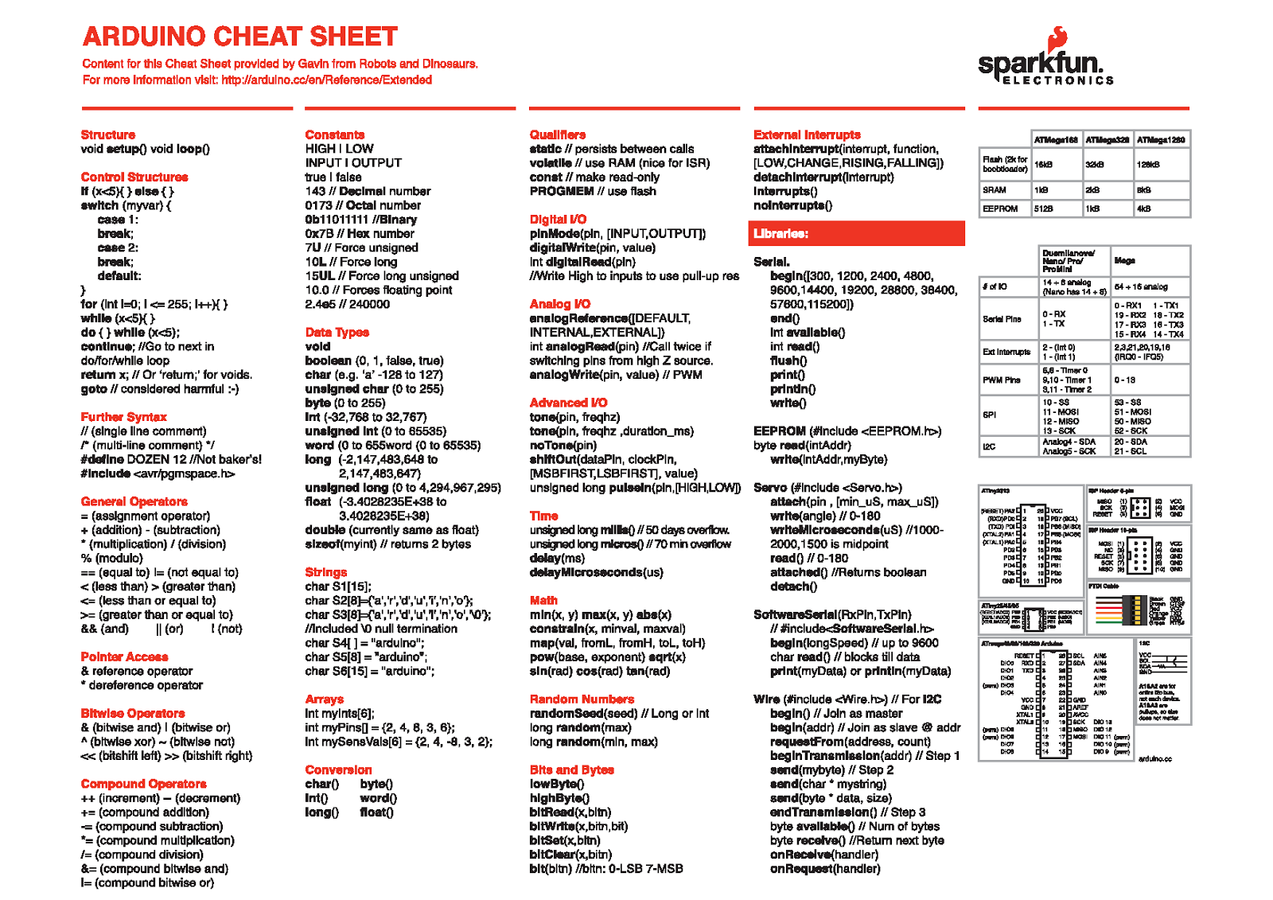 ARDUINO CHEAT SHEET
Content for this Cheat Sheet provided by Gavin from Robots and Dinosaurs.
For more information visit: http://arduino.cc/en/Reference/Extended
sparkfun.
ELECTRONICS
Structure
void setup() void loop()
Control Structures
if (x<5){ } else { }
switch (myvar) {
case 1:
break;
case 2:
break;
default:
}
for (int i=0; i <= 255; i++){ }
while (x<5){ }
do { } while (x<5);
continue; //Go to next in
do/for/while loop
return x; // Or 'return;' for voids.
goto // considered harmful :-)
Further Syntax
// (single line comment)
/* (multi-line comment) */
#define DOZEN 12 //Not baker's!
#include <avr/pgmspace.h>
General Operators
= (assignment operator)
+ (addition) - (subtraction)
* (multiplication) / (division)
% (modulo)
== (equal to) != (not equal to)
< (less than) > (greater than)
<= (less than or equal to)
>= (greater than or equal to)
&& (and) || (or) ! (not)
Pointer Access
& reference operator
* dereference operator
Bitwise Operators
& (bitwise and) | (bitwise or)
^ (bitwise xor) ~ (bitwise not)
<< (bitshift left) >> (bitshift right)
Compound Operators
++ (increment) -- (decrement)
+= (compound addition)
-= (compound subtraction)
*= (compound multiplication)
/= (compound division)
&= (compound bitwise and)
|= (compound bitwise or)
Constants
HIGH | LOW
INPUT | OUTPUT
true | false
143 // Decimal number
0173 // Octal number
0b11011111 //Binary
0x7B // Hex number
7U // Force unsigned
10L // Force long
15UL // Force long unsigned
10.0 // Forces floating point
2.4e5 // 240000
Data Types
void
boolean (0, 1, false, true)
char (e.g. 'a' -128 to 127)
unsigned char (0 to 255)
byte (0 to 255)
int (-32,768 to 32,767)
unsigned int (0 to 65535)
word (0 to 655word (0 to 65535)
long (-2,147,483,648 to
2,147,483,647)
unsigned long (0 to 4,294,967,295)
float (-3.4028235E+38 to
3.4028235E+38)
double (currently same as float)
sizeof(myint) // returns 2 bytes
Strings
char S1[15];
char S2[8]={'a','r','d','u','i','n','o'};
char S3[8]={'a','r','d','u','i','n','o','\0'};
//Included \0 null termination
char S4[ ] = "arduino";
char S5[8] = "arduino";
char S6[15] = "arduino";
Arrays
int myInts[6];
int myPins[] = {2, 4, 8, 3, 6};
int mySensVals[6] = {2, 4, -8, 3, 2};
Conversion
char() byte()
int() word()
long() float()
Qualifiers
static // persists between calls
volatile // use RAM (nice for ISR)
const // make read-only
PROGMEM // use flash
Digital I/O
pinMode(pin, [INPUT,OUTPUT])
digitalWrite(pin, value)
int digitalRead(pin)
//Write High to inputs to use pull-up res
Analog I/O
analogReference([DEFAULT,
INTERNAL,EXTERNAL])
int analogRead(pin) //Call twice if
switching pins from high Z source.
analogWrite(pin, value) // PWM
Advanced I/O
tone(pin, freqhz)
tone(pin, freqhz ,duration_ms)
noTone(pin)
shiftOut(dataPin, clockPin,
[MSBFIRST,LSBFIRST], value)
unsigned long pulseIn(pin,[HIGH,LOW])
Time
unsigned long millis() // 50 days overflow.
unsigned long micros() // 70 min overflow
delay(ms)
delayMicroseconds(us)
Math
min(x, y) max(x, y) abs(x)
constrain(x, minval, maxval)
map(val, fromL, fromH, toL, toH)
pow(base, exponent) sqrt(x)
sin(rad) cos(rad) tan(rad)
Random Numbers
randomSeed(seed) // Long or int
long random(max)
long random(min, max)
Bits and Bytes
lowByte()
highByte()
bitRead(x,bitn)
bitWrite(x,bitn,bit)
bitSet(x,bitn)
bitClear(x,bitn)
bit(bitn) //bitn: 0-LSB 7-MSB
External Interrupts
attachInterrupt(interrupt, function,
[LOW,CHANGE,RISING,FALLING])
detachInterrupt(interrupt)
interrupts()
noInterrupts()
Libraries:
Serial.
begin([300, 1200, 2400, 4800,
9600,14400, 19200, 28800, 38400,
57600,115200])
end()
int available()
int read()
flush()
print()
println()
write()
EEPROM (#include <EEPROM.h>)
byte read(intAddr)
write(intAddr,myByte)
Servo (#include <Servo.h>)
attach(pin , [min_uS, max_uS])
write(angle) // 0-180
writeMicroseconds(uS) //1000-
2000,1500 is midpoint
read() // 0-180
attached() //Returns boolean
detach()
SoftwareSerial(RxPin,TxPin)
// #include<SoftwareSerial.h>
begin(longSpeed) // up to 9600
char read() // blocks till data
print(myData) or println(myData)
Wire (#include <Wire.h>) // For I2C
begin() // Join as master
begin(addr) // Join as slave @ addr
requestFrom(address, count)
beginTransmission(addr) // Step 1
send(mybyte) // Step 2
send(char * mystring)
send(byte * data, size)
endTransmission() // Step 3
byte available() // Num of bytes
byte receive() //Return next byte
onReceive(handler)
onRequest(handler)
ATMega168 ATMega328 ATMega1280
Flash (2k for
bootloader) 16kB 32kB 128kB
SRAM 1kB 2kB 8kB
EEPROM 512B 1kB 4kB
Duemilanove/
Nano/ Pro/
ProMini Mega
# of IO 14 + 6 analog
(Nano has 14 + 8) 54 + 16 analog
Serial Pins 0 - RX
1 - TX
0 - RX1 1 - TX1
19 - RX2 18 - TX2
17 - RX3 16 - TX3
15 - RX4 14 - TX4
Ext Interrupts 2 - (Int 0)
1 - (Int 1)
2,3,21,20,19,18
(IRQ0 - IFQ5)
PWM Pins 5,6 - Timer 0
9,10 - Timer 1
3,11 - Timer 2
0 - 13
SPI 10 - SS
11 - MOSI
12 - MISO
13 - SCK
53 - SS
51 - MOSI
50 - MISO
52 - SCK
I2C Analog4 - SDA
Analog5 - SCK
20 - SDA
21 - SCL
ISP Header 6-pin
ISP Header 10-pin
FTDI Cable
I2C
arduino.cc